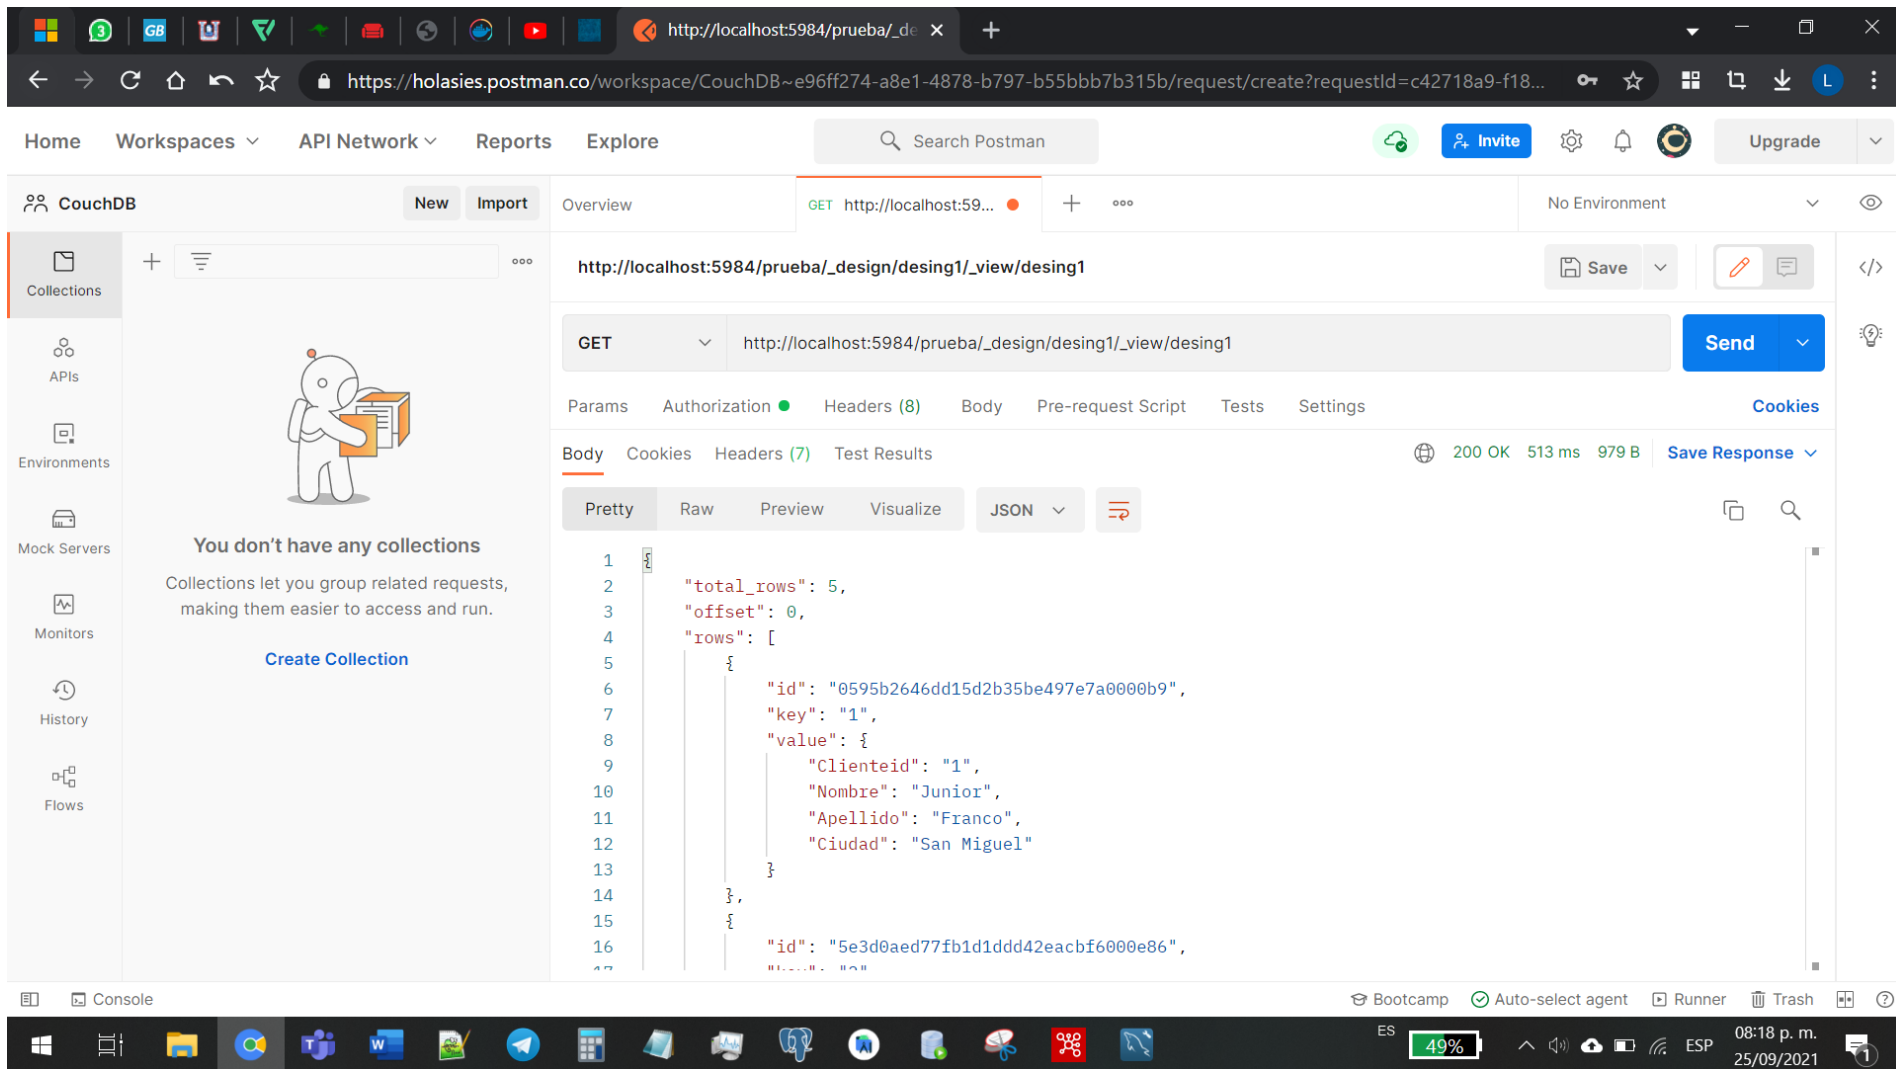 3
GB
http://localhost:5984/prueba/_de
https://holasies.postman.co/workspace/CouchDB~e96ff274-a8e1-4878-b797-b55bbb7b315b/request/create?requestId=c42718a9-f18...
L
Home Workspaces API Network Reports Explore
Search Postman
Invite
Upgrade
CouchDB
New Import
Overview
GET http://localhost:59...
No Environment
Collections
http://localhost:5984/prueba/_design/desing1/_view/desing1
Save
GET http://localhost:5984/prueba/_design/desing1/_view/desing1
Send
APIs
Params Authorization Headers (8) Body Pre-request Script Tests Settings Cookies
Environments
Body Cookies Headers (7) Test Results
200 OK 513 ms 979 B Save Response
Pretty Raw Preview Visualize JSON
Mock Servers
You don't have any collections
Collections let you group related requests,
making them easier to access and run.
Create Collection
Monitors
History
Flows
1 {
2 "total_rows": 5,
3 "offset": 0,
4 "rows": [
5 {
6 "id": "0595b2646dd15d2b35be497e7a0000b9",
7 "key": "1",
8 "value": {
9 "Clienteid": "1",
10 "Nombre": "Junior",
11 "Apellido": "Franco",
12 "Ciudad": "San Miguel"
13 }
14 },
15 {
16 "id": "5e3d0aed77fb1d1ddd42eacbf6000e86",
Console
Bootcamp Auto-select agent Runner Trash
ES
49%
ESP
08:18 p. m.
25/09/2021
1